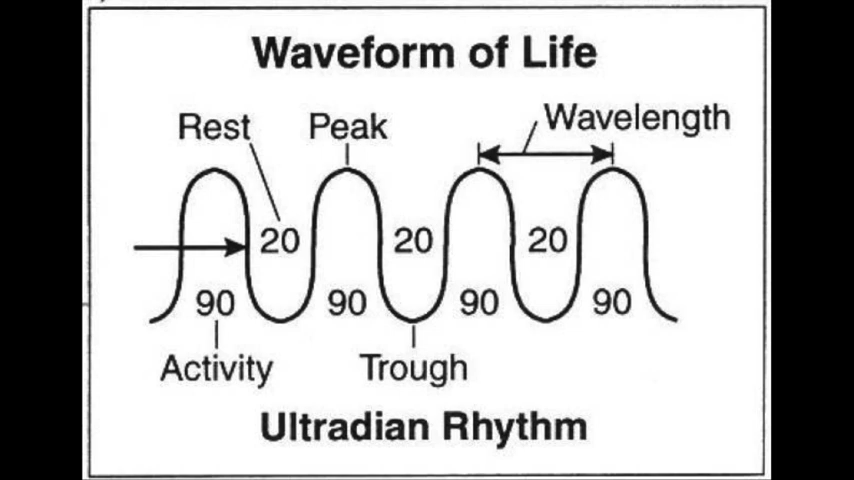 Waveform of Life
Rest
Peak
Wavelength
20
20
20
90
90
90
90
Activity
Trough
Ultradian Rhythm